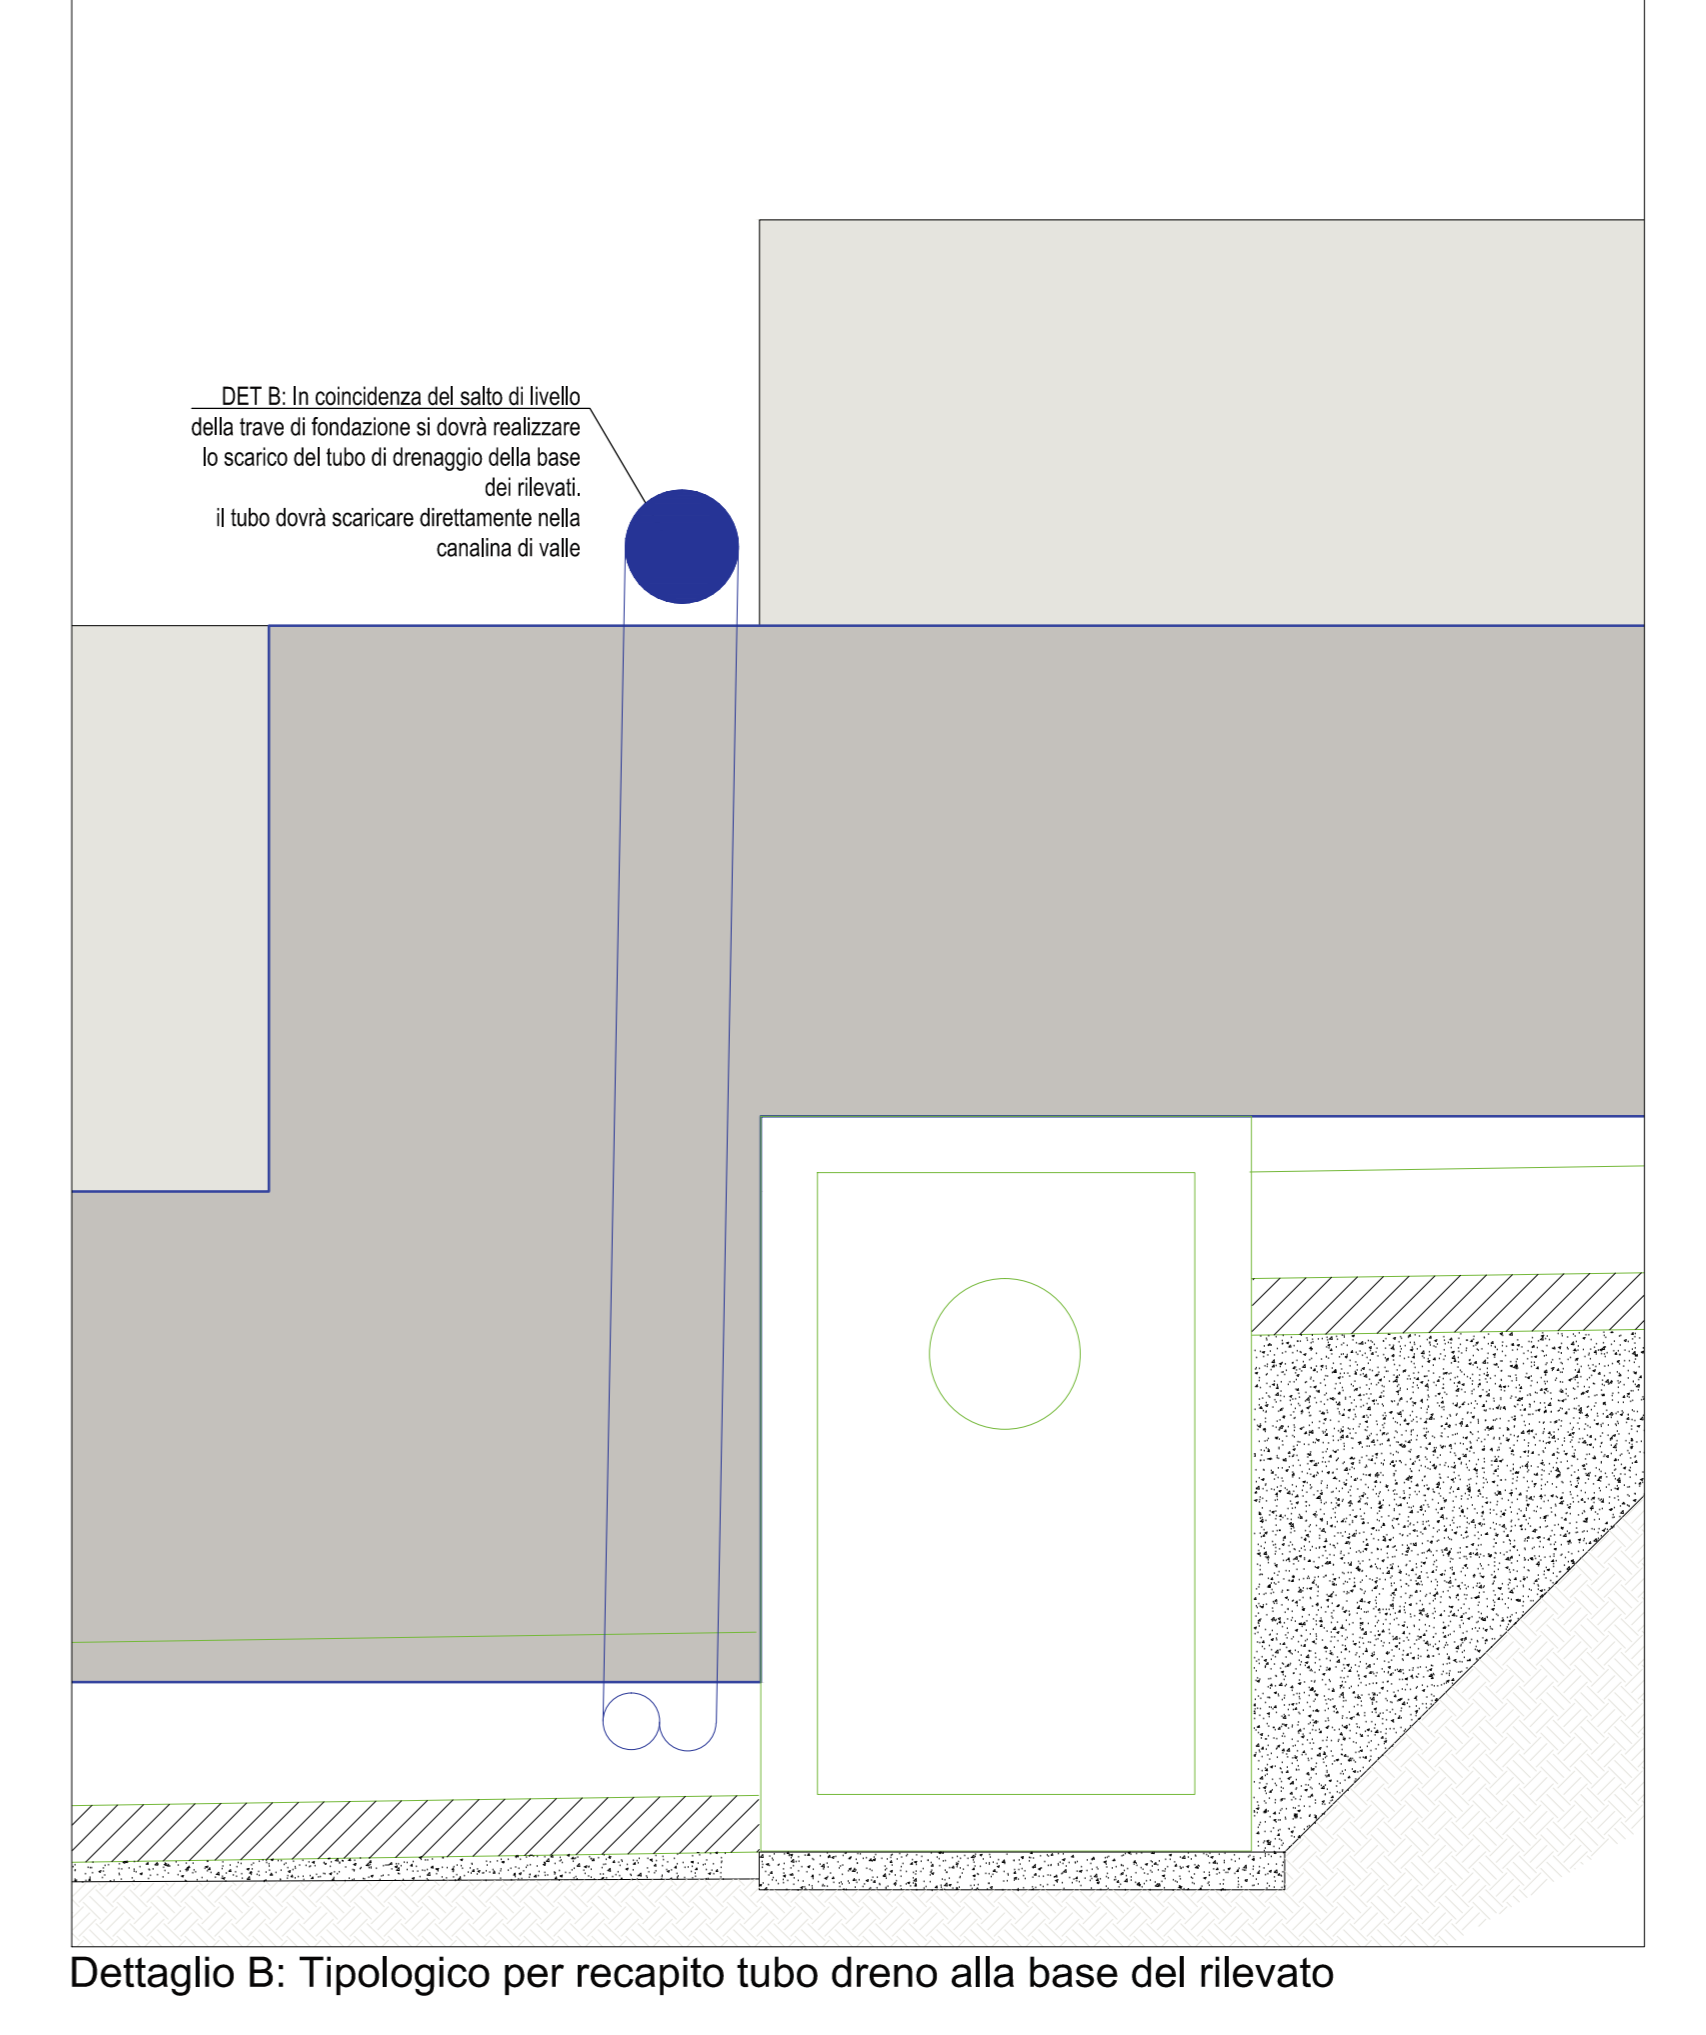 DET B: In coincidenza del salto di livello
della trave di fondazione si dovrà realizzare
lo scarico del tubo di drenaggio della base
dei rilevati.
il tubo dovrà scaricare direttamente nella
canalina di valle
Dettaglio B: Tipologico per recapito tubo dreno alla base del rilevato